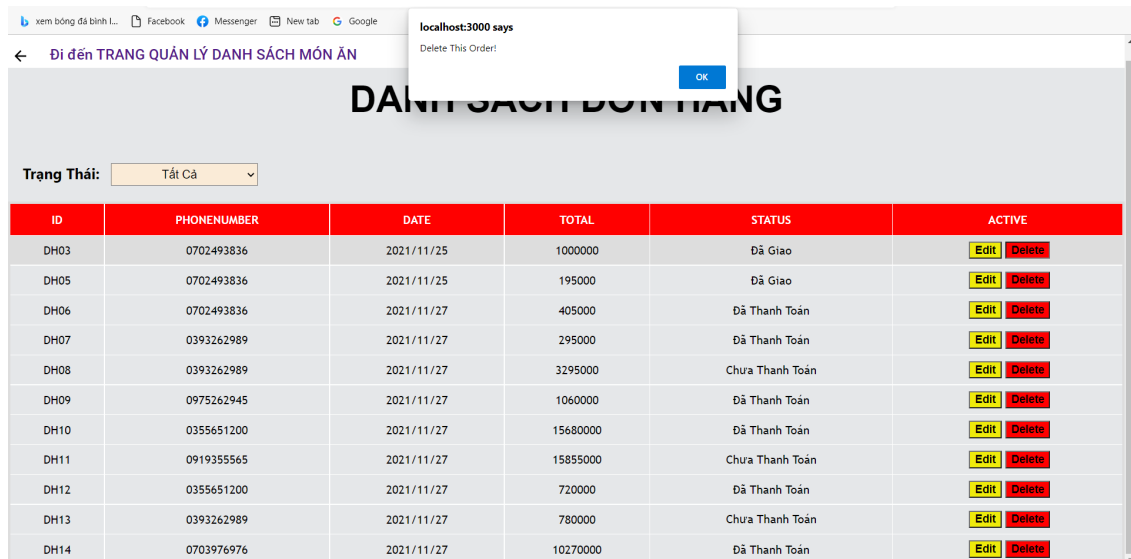 xem bóng đá bình l... Facebook Messenger New tab Google
localhost:3000 says
Delete This Order!
OK
Đi đến TRANG QUẢN LÝ DANH SÁCH MÓN ĂN
DANH SÁCH ĐƠN HÀNG
Trạng Thái: Tất Cả
ID PHONENUMBER DATE TOTAL STATUS ACTIVE
DH03 0702493836 2021/11/25 1000000 Đã Giao Edit Delete
DH05 0702493836 2021/11/25 195000 Đã Giao Edit Delete
DH06 0702493836 2021/11/27 405000 Đã Thanh Toán Edit Delete
DH07 0393262989 2021/11/27 295000 Đã Thanh Toán Edit Delete
DH08 0393262989 2021/11/27 3295000 Chưa Thanh Toán Edit Delete
DH09 0975262945 2021/11/27 1060000 Đã Thanh Toán Edit Delete
DH10 0355651200 2021/11/27 15680000 Đã Thanh Toán Edit Delete
DH11 0919355565 2021/11/27 15855000 Chưa Thanh Toán Edit Delete
DH12 0355651200 2021/11/27 720000 Đã Thanh Toán Edit Delete
DH13 0393262989 2021/11/27 780000 Chưa Thanh Toán Edit Delete
DH14 0703976976 2021/11/27 10270000 Đã Thanh Toán Edit Delete